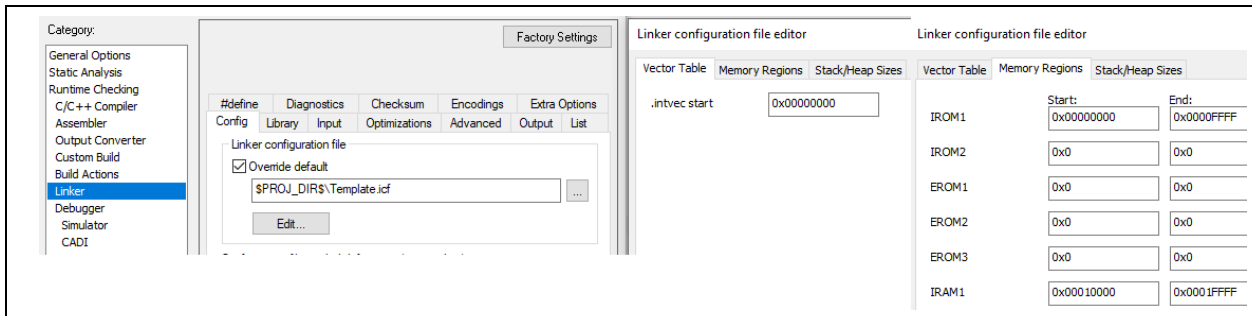 Category:
General Options
Static Analysis
Runtime Checking
C/C++ Compiler
Assembler
Output Converter
Custom Build
Build Actions
Linker
Debugger
Simulator
CADI
Factory Settings
#define Diagnostics Checksum Encodings Extra Options
Config Library Input Optimizations Advanced Output List
Linker configuration file
Override default
$PROJ_DIR$\Template.icf
...
Edit...
Linker configuration file editor
Vector Table Memory Regions Stack/Heap Sizes
.intvec start 0x00000000
Linker configuration file editor
Vector Table Memory Regions Stack/Heap Sizes
Start: End:
IROM1 0x00000000 0x0000FFFF
IROM2 0x0 0x0
EROM1 0x0 0x0
EROM2 0x0 0x0
EROM3 0x0 0x0
IRAM1 0x00010000 0x0001FFFF